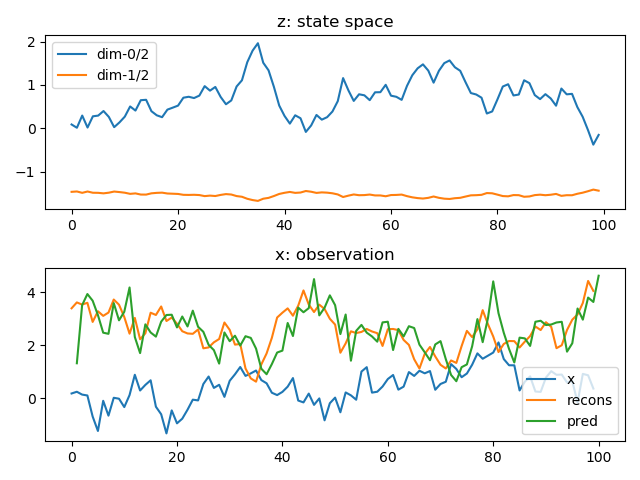 z: state space
2
1
0
−1
dim-0/2
dim-1/2
0 20 40 60 80 100
x: observation
4
2
0
x
recons
pred
0 20 40 60 80 100